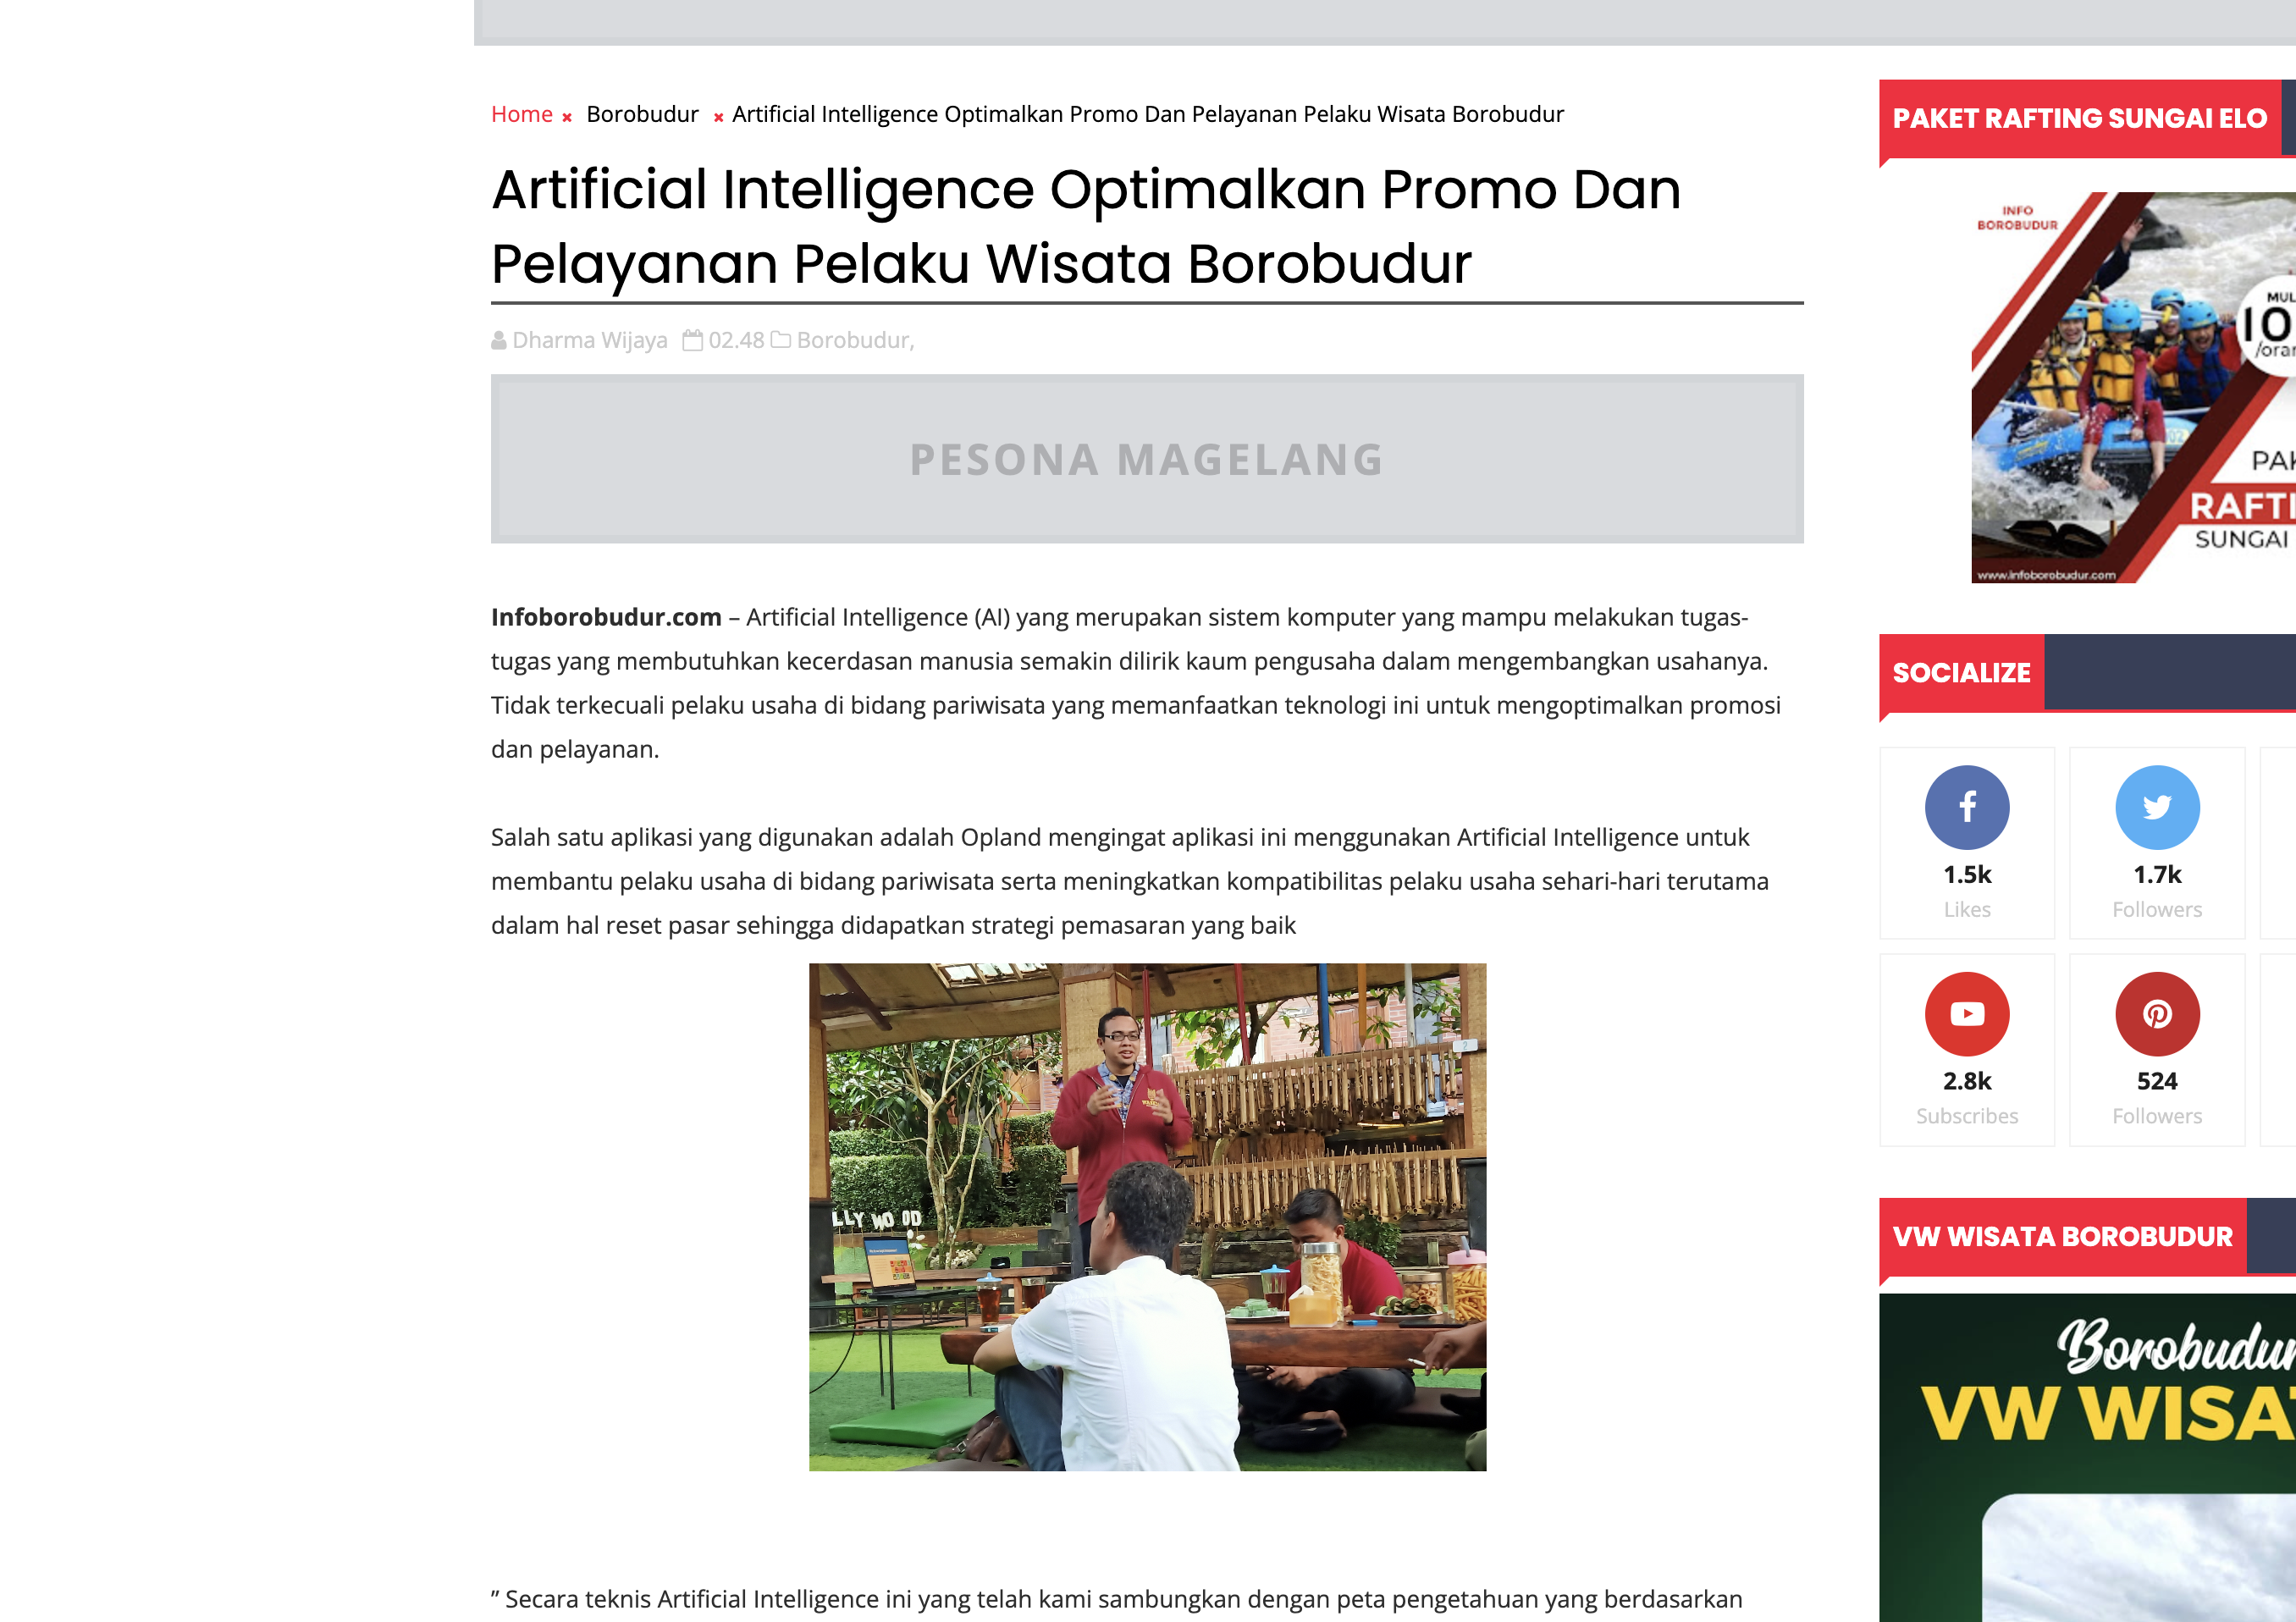 Home × Borobudur × Artificial Intelligence Optimalkan Promo Dan Pelayanan Pelaku Wisata Borobudur
Artificial Intelligence Optimalkan Promo Dan
Pelayanan Pelaku Wisata Borobudur
Dharma Wijaya 02.48 Borobudur,
PESONA MAGELANG
Infoborobudur.com – Artificial Intelligence (AI) yang merupakan sistem komputer yang mampu melakukan tugas-
tugas yang membutuhkan kecerdasan manusia semakin dilirik kaum pengusaha dalam mengembangkan usahanya.
Tidak terkecuali pelaku usaha di bidang pariwisata yang memanfaatkan teknologi ini untuk mengoptimalkan promosi
dan pelayanan.
Salah satu aplikasi yang digunakan adalah Opland mengingat aplikasi ini menggunakan Artificial Intelligence untuk
membantu pelaku usaha di bidang pariwisata serta meningkatkan kompatibilitas pelaku usaha sehari-hari terutama
dalam hal reset pasar sehingga didapatkan strategi pemasaran yang baik
LLY WO OD
” Secara teknis Artificial Intelligence ini yang telah kami sambungkan dengan peta pengetahuan yang berdasarkan
PAKET RAFTING SUNGAI ELO
INFO
BOROBUDUR
MUL
10
/oran
PAK
RAFTI
SUNGAI
www.infoborobudur.com
SOCIALIZE
1.5k
Likes
1.7k
Followers
2.8k
Subscribes
524
Followers
VW WISATA BOROBUDUR
Borobudur
VW WISAT